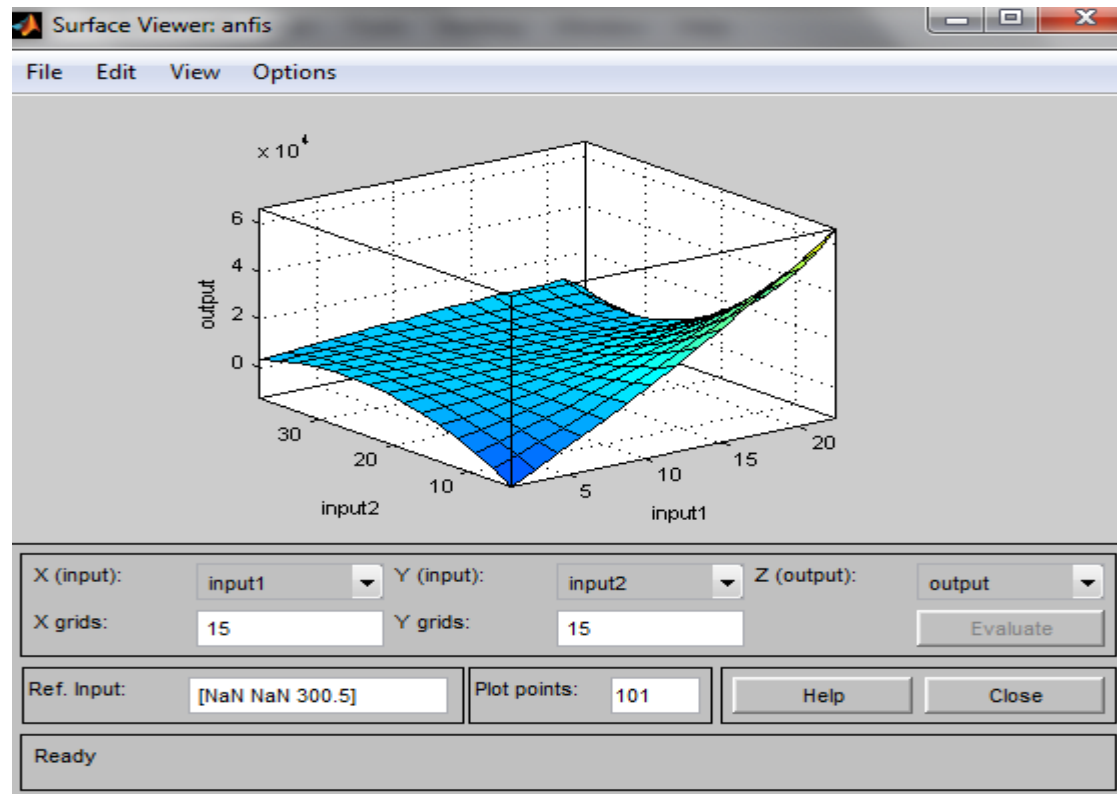 Surface Viewer: anfis
File Edit View Options
x 10^4
6
4
2
0
output
30
20
10
input2
5
10
15
20
input1
X (input): input1 Y (input): input2 Z (output): output
X grids: 15 Y grids: 15 Evaluate
Ref. Input: [NaN NaN 300.5] Plot points: 101 Help Close
Ready